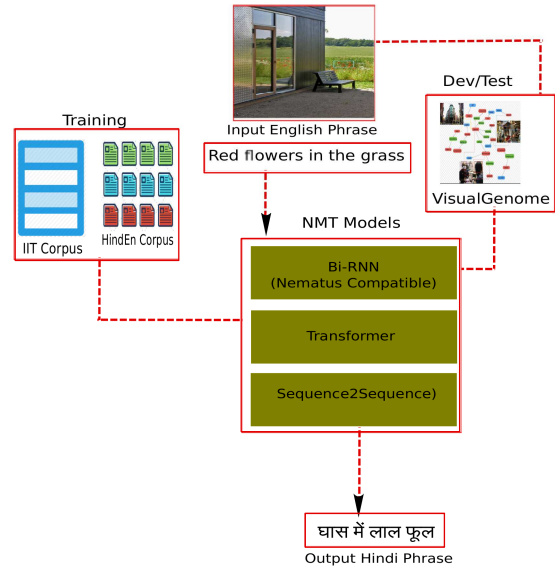 Dev/Test
Training
Input English Phrase
Red flowers in the grass
VisualGenome
IIT Corpus
HindEn Corpus
NMT Models
Bi-RNN
(Nematus Compatible)
Transformer
Sequence2Sequence)
घास में लाल फूल
Output Hindi Phrase